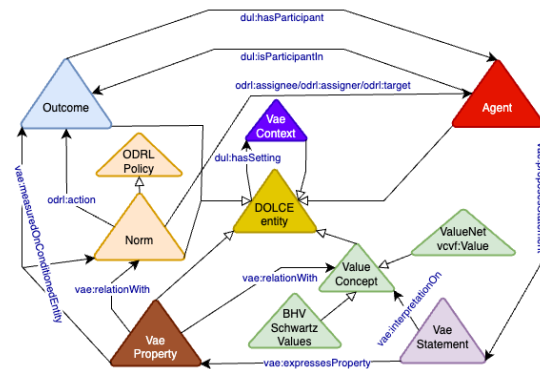 dul:hasParticipant
dul:isParticipantIn
odrl:assignee/odrl:assigner/odrl:target
Outcome
Agent
Vae
Context
ODRL
Policy
dul:hasSetting
odrl:action
DOLCE
entity
Norm
vae:measuredOnConditionedEntity
ValueNet
vcvf:Value
vae:relationWith
vae:relationWith
Value
Concept
BHV
Schwartz
Values
vae:interpretationOn
Vae
Property
Vae
Statement
vae:expressesProperty